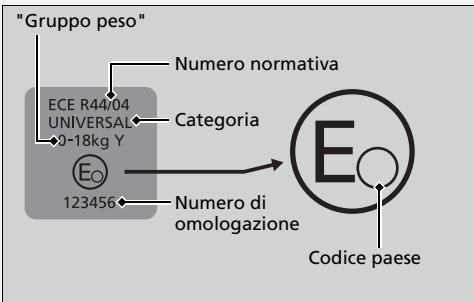 "Gruppo peso"
Numero normativa
ECE R44/04
UNIVERSAL
Categoria
0-18kg Y
E
E
123456
Numero di
omologazione
Codice paese